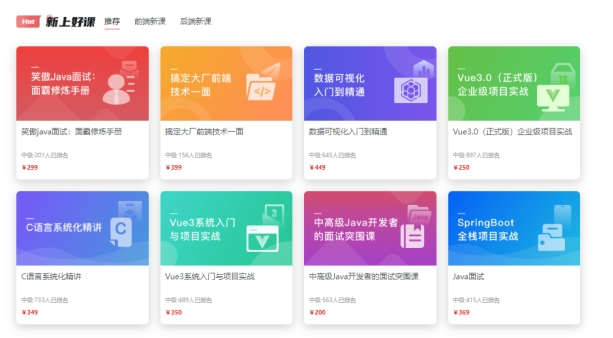 Hot 新上好课 推荐 前端新课 后端新课
笑傲Java面试：
面霸修炼手册
搞定大厂前端
技术一面
数据可视化
入门到精通
Vue3.0（正式版）
企业级项目实战
笑傲java面试：面霸修炼手册
搞定大厂前端技术一面
数据可视化入门到精通
Vue3.0（正式版）企业级项目实战
中级·201人已报名
中级·156人已报名
中级·645人已报名
中级·897人已报名
￥299
￥399
￥449
￥250
C语言系统化精讲
Vue3系统入门
与项目实战
中高级Java开发者
的面试突围课
Java
SpringBoot
全栈项目实战
C语言系统化精讲
Vue3系统入门与项目实战
中高级Java开发者的面试突围课
Java面试
中级·733人已报名
中级·489人已报名
中级·563人已报名
中级·415人已报名
￥349
￥350
￥200
￥369